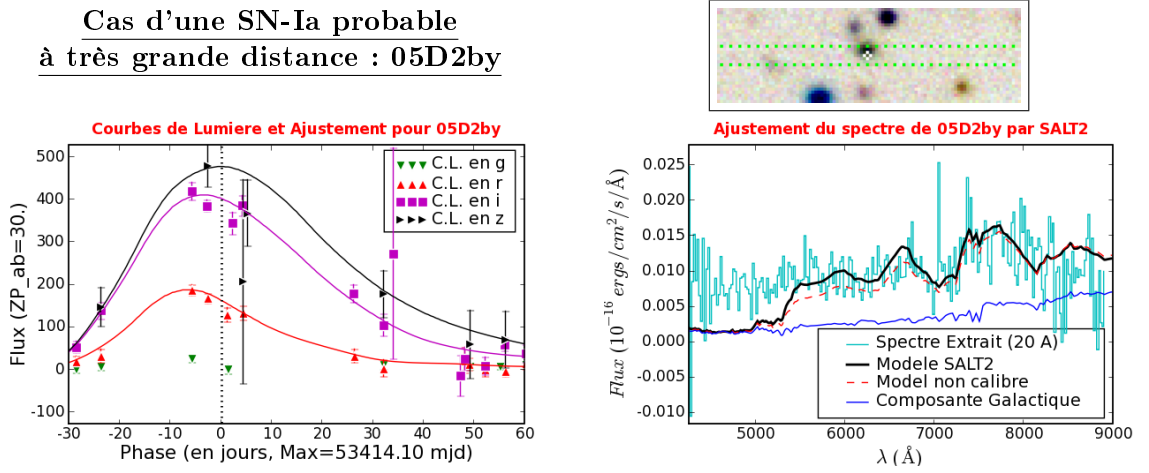 Cas d'une SN-Ia probable
à très grande distance : 05D2by
Courbes de Lumiere et Ajustement pour 05D2by
500
400
300
200
100
0
-100
-30
-20
-10
0
10
20
30
40
50
60
Flux (ZP_ab=30.)
Phase (en jours, Max=53414.10 mjd)
C.L. en g
C.L. en r
C.L. en i
C.L. en z
Ajustement du spectre de 05D2by par SALT2
0.025
0.020
0.015
0.010
0.005
0.000
-0.005
-0.010
5000
6000
7000
8000
9000
Flux (10⁻¹⁶ ergs/cm²/s/Å)
λ (Å)
Spectre Extrait (20 A)
Modele SALT2
Model non calibre
Composante Galactique